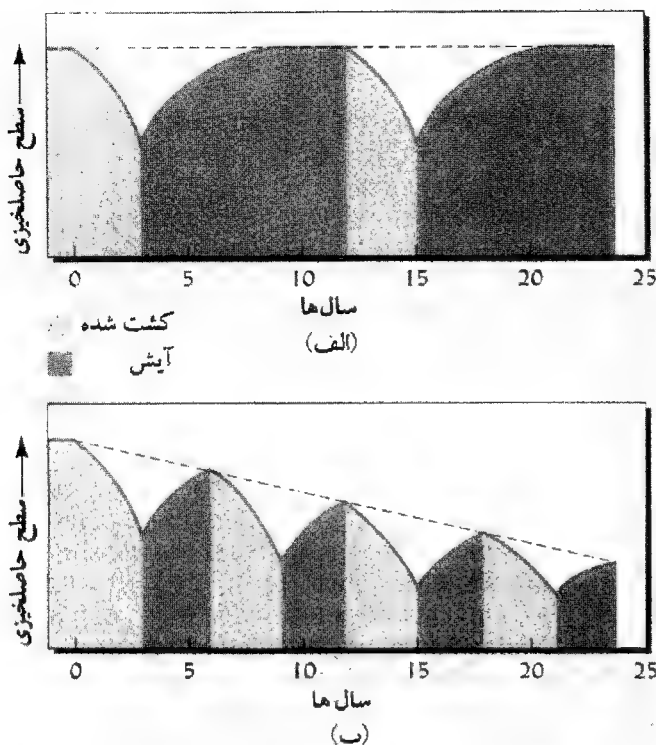 سطح حاصلخیزی
0 5 10 15 20 25
سال‌ها
(الف)
کشت شده
آیش
سطح حاصلخیزی
0 5 10 15 20 25
سال ها
(ب)